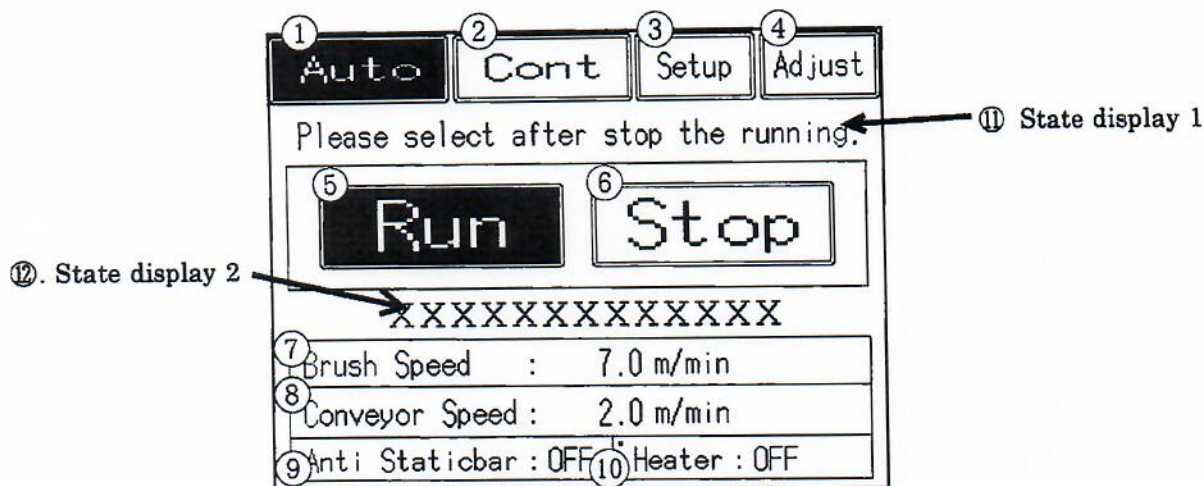 ① ② ③ ④
Auto Cont Setup Adjust
Please select after stop the running.
⑪ State display 1
⑤ ⑥
Run Stop
⑫. State display 2
XXXXXXXXXXXXX
⑦ Brush Speed : 7.0 m/min
⑧ Conveyor Speed : 2.0 m/min
⑨ Anti Staticbar : OFF ⑩ Heater : OFF